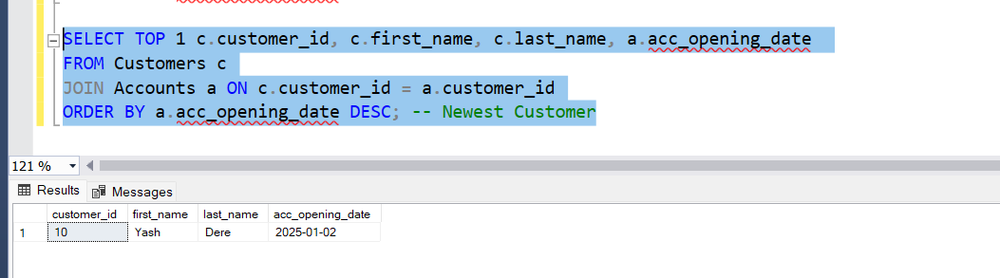 SELECT TOP 1 c.customer_id, c.first_name, c.last_name, a.acc_opening_date
FROM Customers c
JOIN Accounts a ON c.customer_id = a.customer_id
ORDER BY a.acc_opening_date DESC; -- Newest Customer
121 %
Results Messages
customer_id first_name last_name acc_opening_date
1 10 Yash Dere 2025-01-02